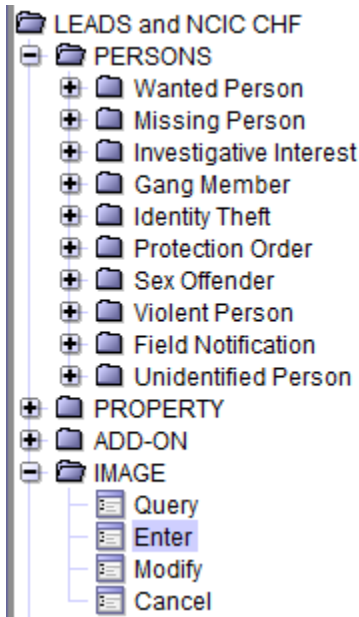 LEADS and NCIC CHF
PERSONS
Wanted Person
Missing Person
Investigative Interest
Gang Member
Identity Theft
Protection Order
Sex Offender
Violent Person
Field Notification
Unidentified Person
PROPERTY
ADD-ON
IMAGE
Query
Enter
Modify
Cancel